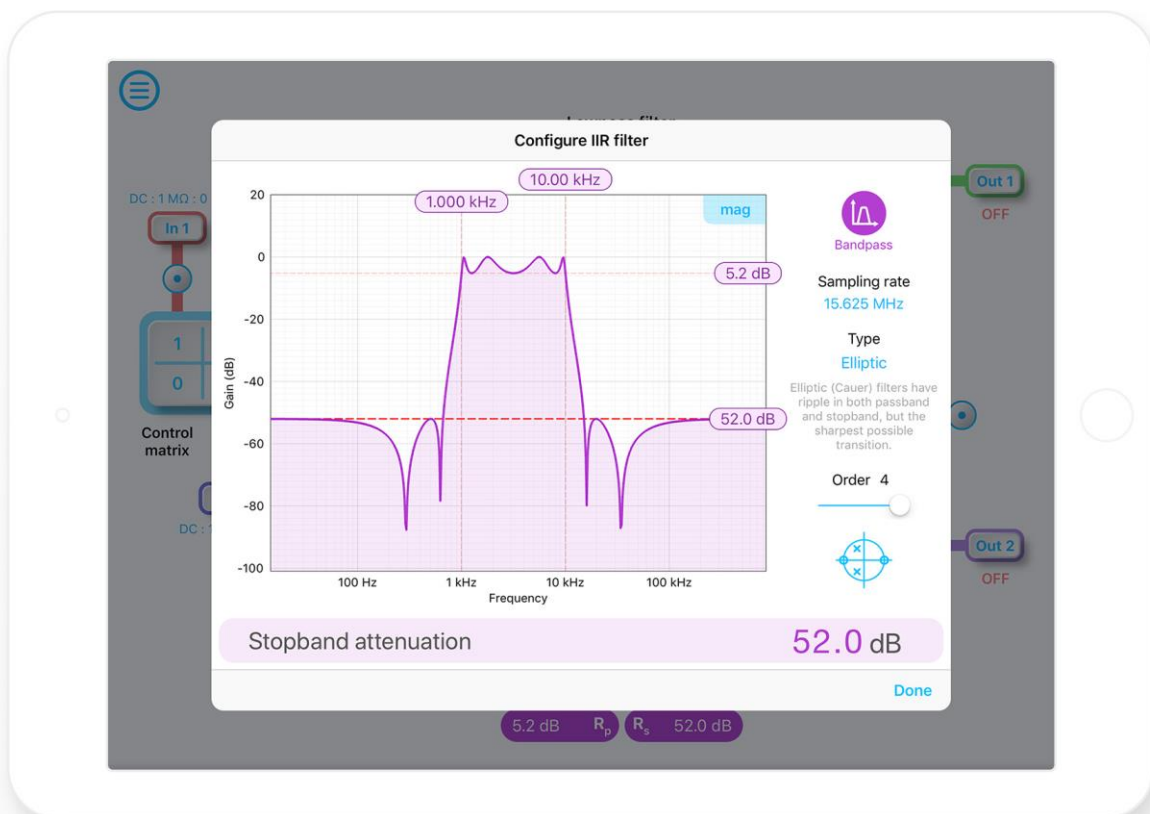 Configure IIR filter
10.00 kHz
1.000 kHz
mag
20
0
-20
-40
-60
-80
-100
Gain (dB)
5.2 dB
52.0 dB
100 Hz
1 kHz
10 kHz
100 kHz
Frequency
Bandpass
Sampling rate
15.625 MHz
Type
Elliptic
Elliptic (Cauer) filters have
ripple in both passband
and stopband, but the
sharpest possible
transition.
Order 4
Stopband attenuation
52.0 dB
Done
DC : 1 MΩ : 0
In 1
1
0
Control
matrix
DC :
Out 1
OFF
Out 2
OFF
5.2 dB Rp
Rs 52.0 dB